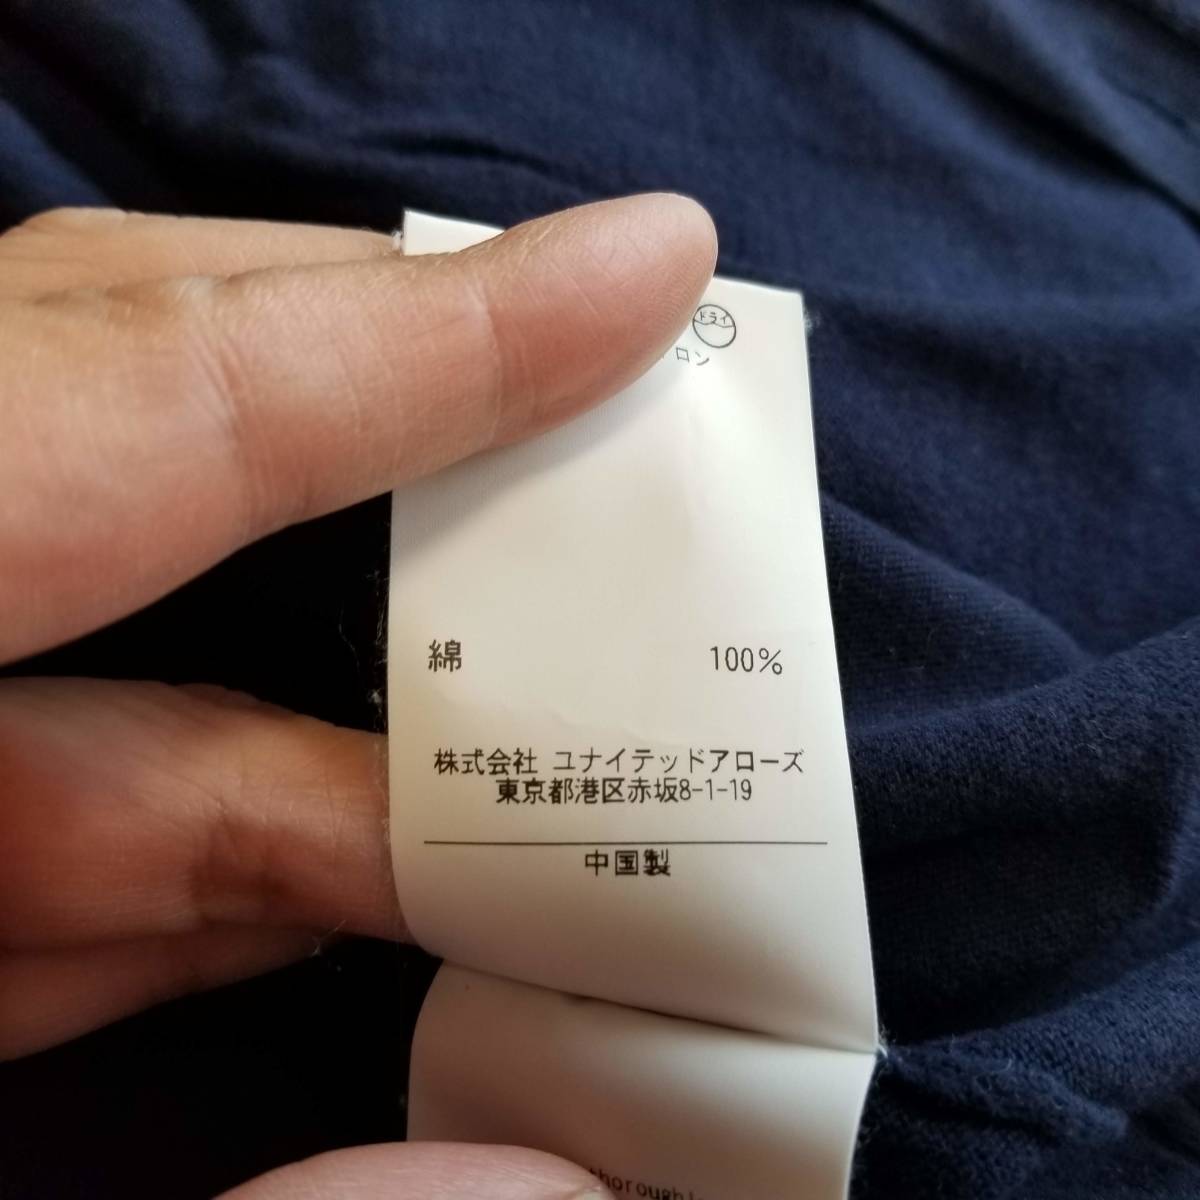 ドライ
ロン
綿 100%
株式会社 ユナイテッドアローズ
東京都港区赤坂8-1-19
中国製